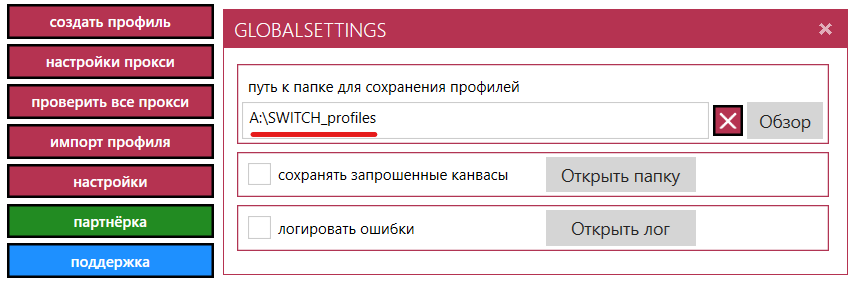 создать профиль
настройки прокси
проверить все прокси
импорт профиля
настройки
партнёрка
поддержка
GLOBALSETTINGS
путь к папке для сохранения профилей
A:\SWITCH_profiles
Обзор
сохранять запрошенные канвасы
Открыть папку
логировать ошибки
Открыть лог